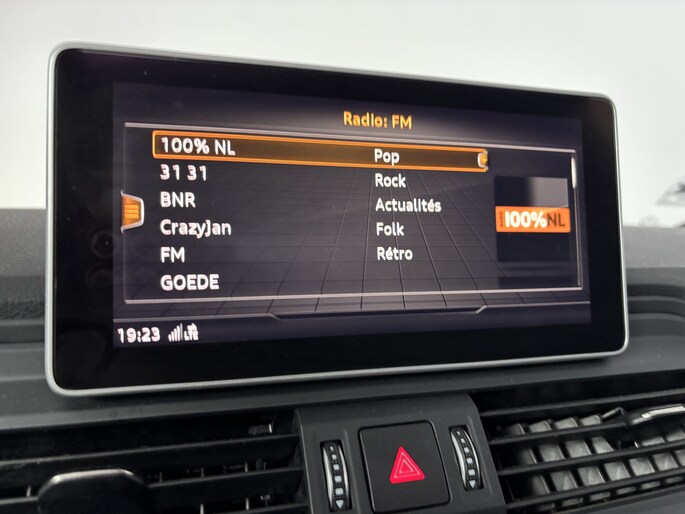 Radio: FM
100% NL Pop
31 31 Rock
BNR Actualités
CrazyJan Folk
FM Rétro
GOEDE
100%NL
19:23 LTE